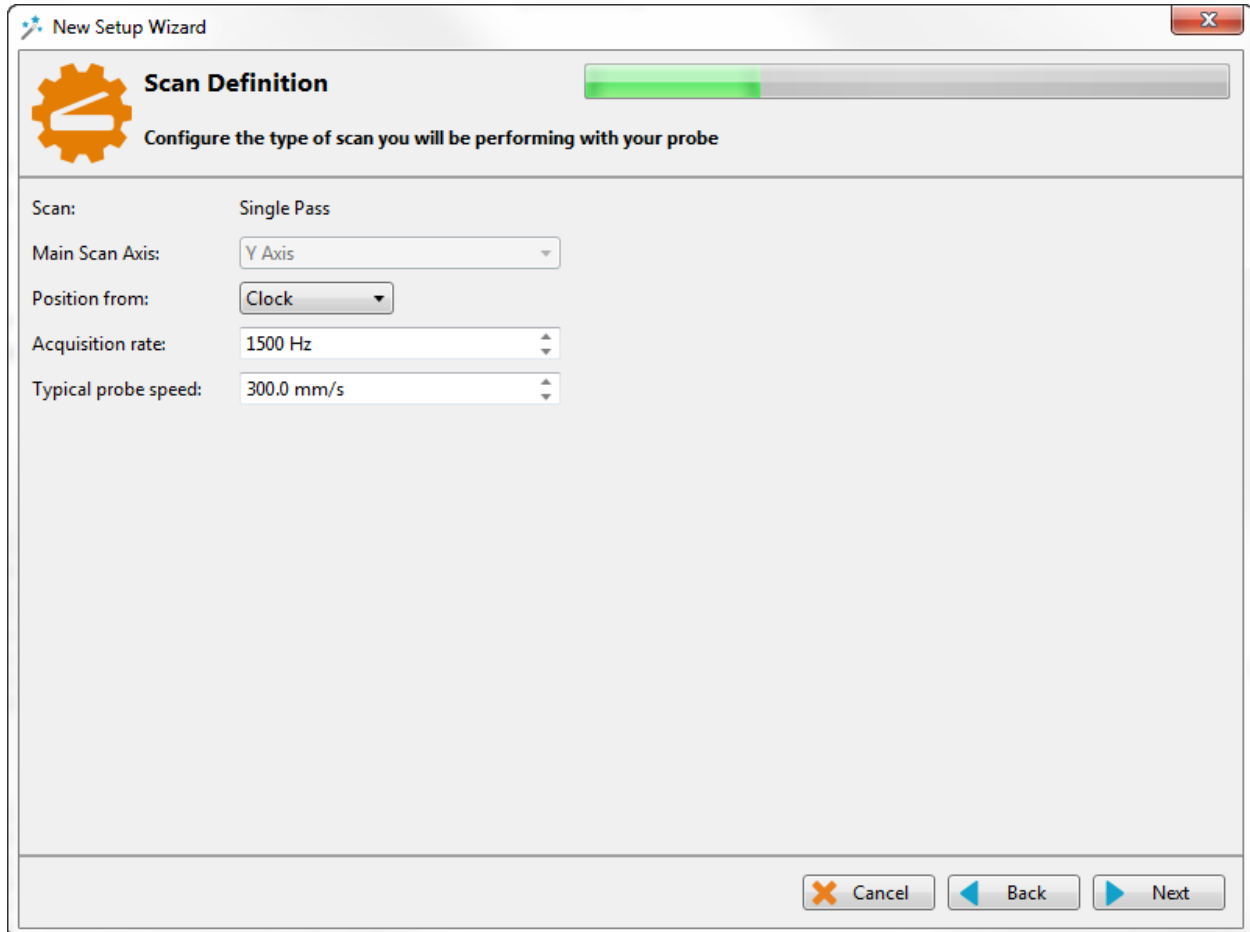 New Setup Wizard
Scan Definition
Configure the type of scan you will be performing with your probe
Scan: Single Pass
Main Scan Axis: Y Axis
Position from: Clock
Acquisition rate: 1500 Hz
Typical probe speed: 300.0 mm/s
Cancel Back Next